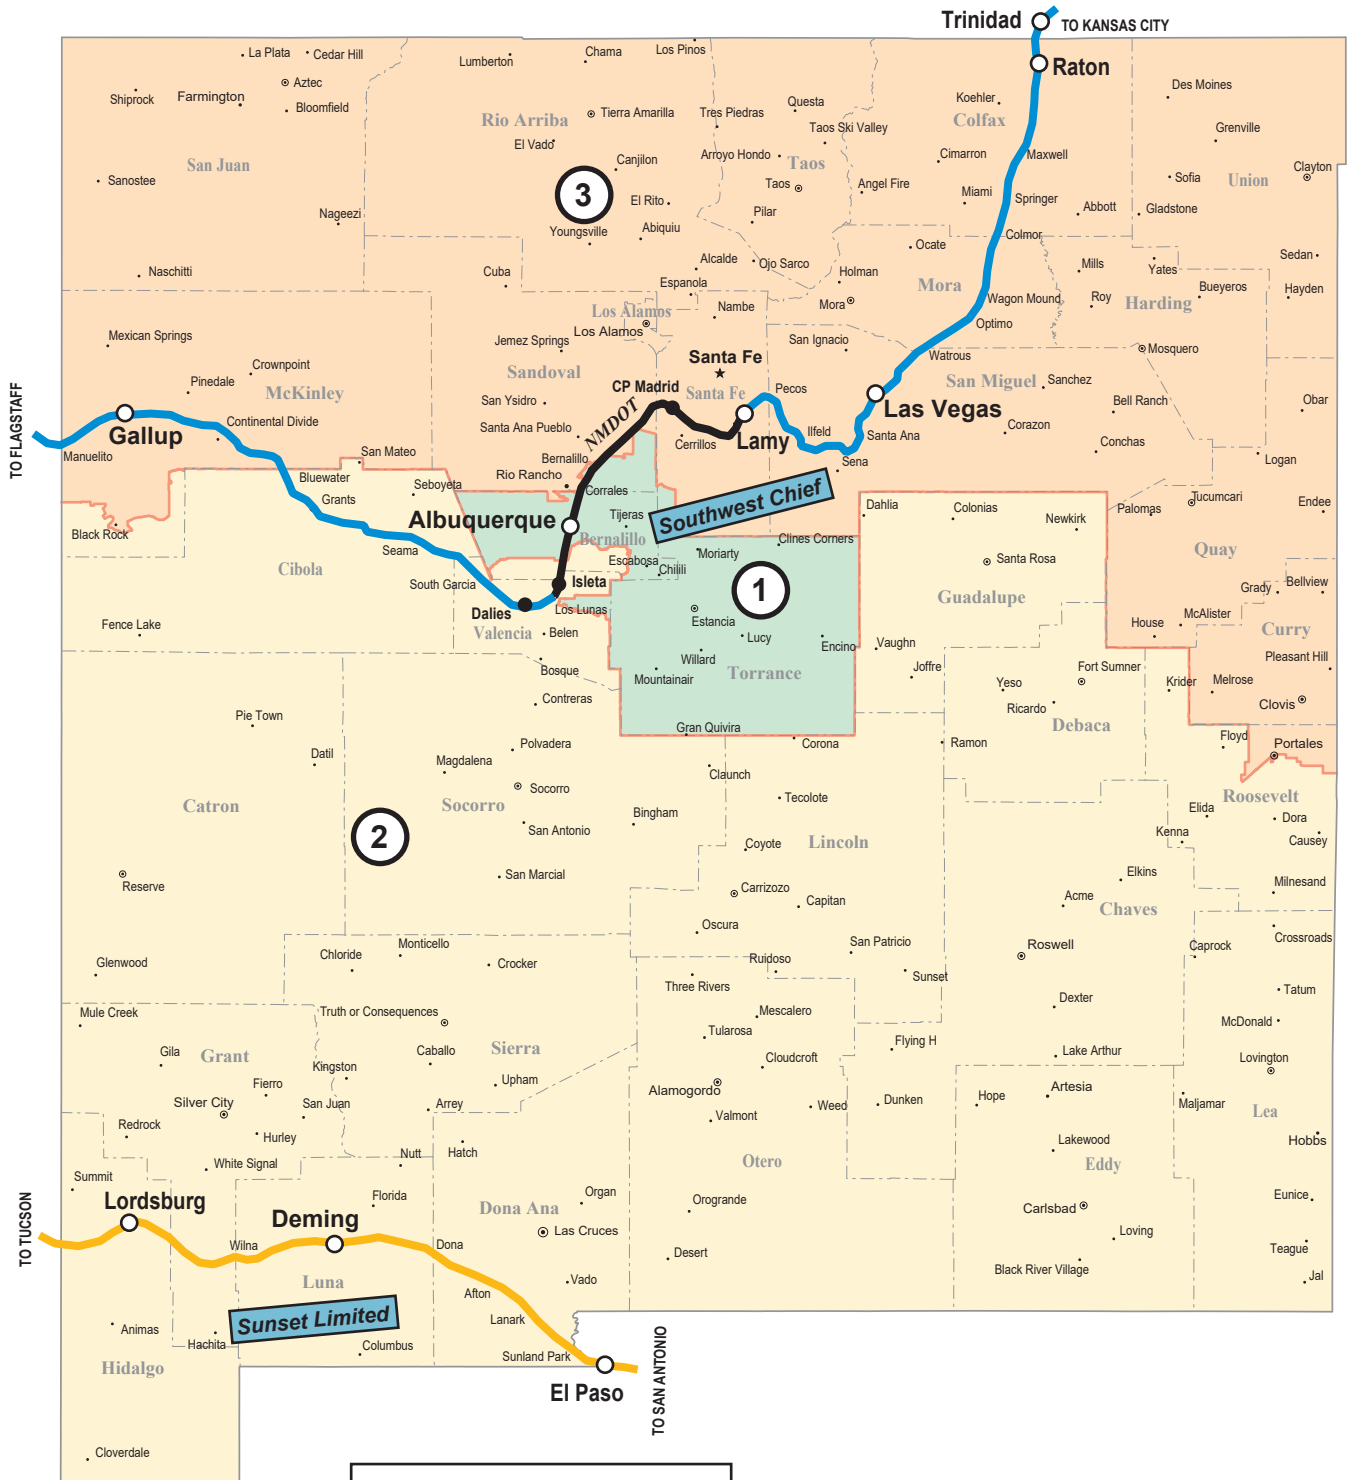 Trinidad
TO KANSAS CITY
Raton
La Plata
Cedar Hill
Los Pinos
Chama
Lumberton
Aztec
Des Moines
Shiprock
Farmington
Bloomfield
Koehler
Questa
Rio Arriba
Tierra Amarilla
Tres Piedras
Colfax
Taos Ski Valley
Grenville
El Vado
San Juan
Canjilon
Arroyo Hondo
Taos
Cimarron
Maxwell
Clayton
Sanostee
Taos
Angel Fire
Sofia
Union
3
El Rito
Miami
Springer
Abbott
Gladstone
Nageezi
Pilar
Youngsville
Abiquiu
Colmor
Ocate
Sedan
Naschitti
Cuba
Alcalde
Ojo Sarco
Holman
Mills
Yates
Espanola
Mora
Wagon Mound
Roy
Harding
Bueyeros
Hayden
Los Alamos
Nambe
Mora
Los Alamos
Optimo
Mexican Springs
Jemez Springs
San Ignacio
Mosquero
Santa Fe
Watrous
Crownpoint
Sandoval
Pinedale
McKinley
CP Madrid
Santa Fe
Pecos
San Miguel
Sanchez
San Ysidro
NMDOT
Las Vegas
Bell Ranch
Obar
TO FLAGSTAFF
Gallup
Continental Divide
Santa Ana Pueblo
Cerrillos
Lamy
Ilfeld
Santa Ana
Corazon
Conchas
Manuelito
San Mateo
Bernalillo
Sena
Logan
Bluewater
Seboyeta
Rio Rancho
Corrales
Southwest Chief
Grants
Tucumcari
Endee
Black Rock
Albuquerque
Tijeras
Dahlia
Colonias
Newkirk
Palomas
Seama
Bernalillo
Clines Corners
Quay
Cibola
Escabosa
Moriarty
Santa Rosa
South Garcia
Isleta
Chilili
1
Guadalupe
Grady
Bellview
Dalies
Los Lunas
Estancia
McAlister
Fence Lake
Valencia
Belen
Lucy
Encino
Vaughn
House
Curry
Bosque
Willard
Joffre
Fort Sumner
Pleasant Hill
Mountainair
Torrance
Yeso
Krider
Melrose
Contreras
Ricardo
Clovis
Pie Town
Gran Quivira
Debaca
Datil
Polvadera
Corona
Ramon
Floyd
Portales
Magdalena
Claunch
Socorro
Tecolote
Roosevelt
Catron
Socorro
Elida
Bingham
Dora
2
San Antonio
Lincoln
Kenna
Causey
Coyote
Reserve
San Marcial
Carrizozo
Elkins
Milnesand
Capitan
Acme
Chaves
Oscura
Crossroads
Monticello
San Patricio
Roswell
Caprock
Chloride
Glenwood
Crocker
Ruidoso
Sunset
Three Rivers
Tatum
Mule Creek
Truth or Consequences
Mescalero
Dexter
McDonald
Tularosa
Gila
Grant
Caballo
Sierra
Flying H
Lake Arthur
Lovington
Kingston
Cloudcroft
Fierro
Upham
Alamogordo
Artesia
Silver City
San Juan
Arrey
Valmont
Weed
Dunken
Hope
Maljamar
Lea
Redrock
Hurley
Hobbs
Hatch
Lakewood
White Signal
Nutt
Otero
Eddy
Summit
Florida
Organ
Orogrande
Eunice
Lordsburg
Deming
Dona Ana
Carlsbad
TO TUCSON
Las Cruces
Loving
Wilna
Dona
Desert
Teague
Luna
Vado
Black River Village
Jal
Afton
Sunset Limited
Lanark
Animas
Hachita
Columbus
Sunland Park
Hidalgo
El Paso
TO SAN ANTONIO
Cloverdale